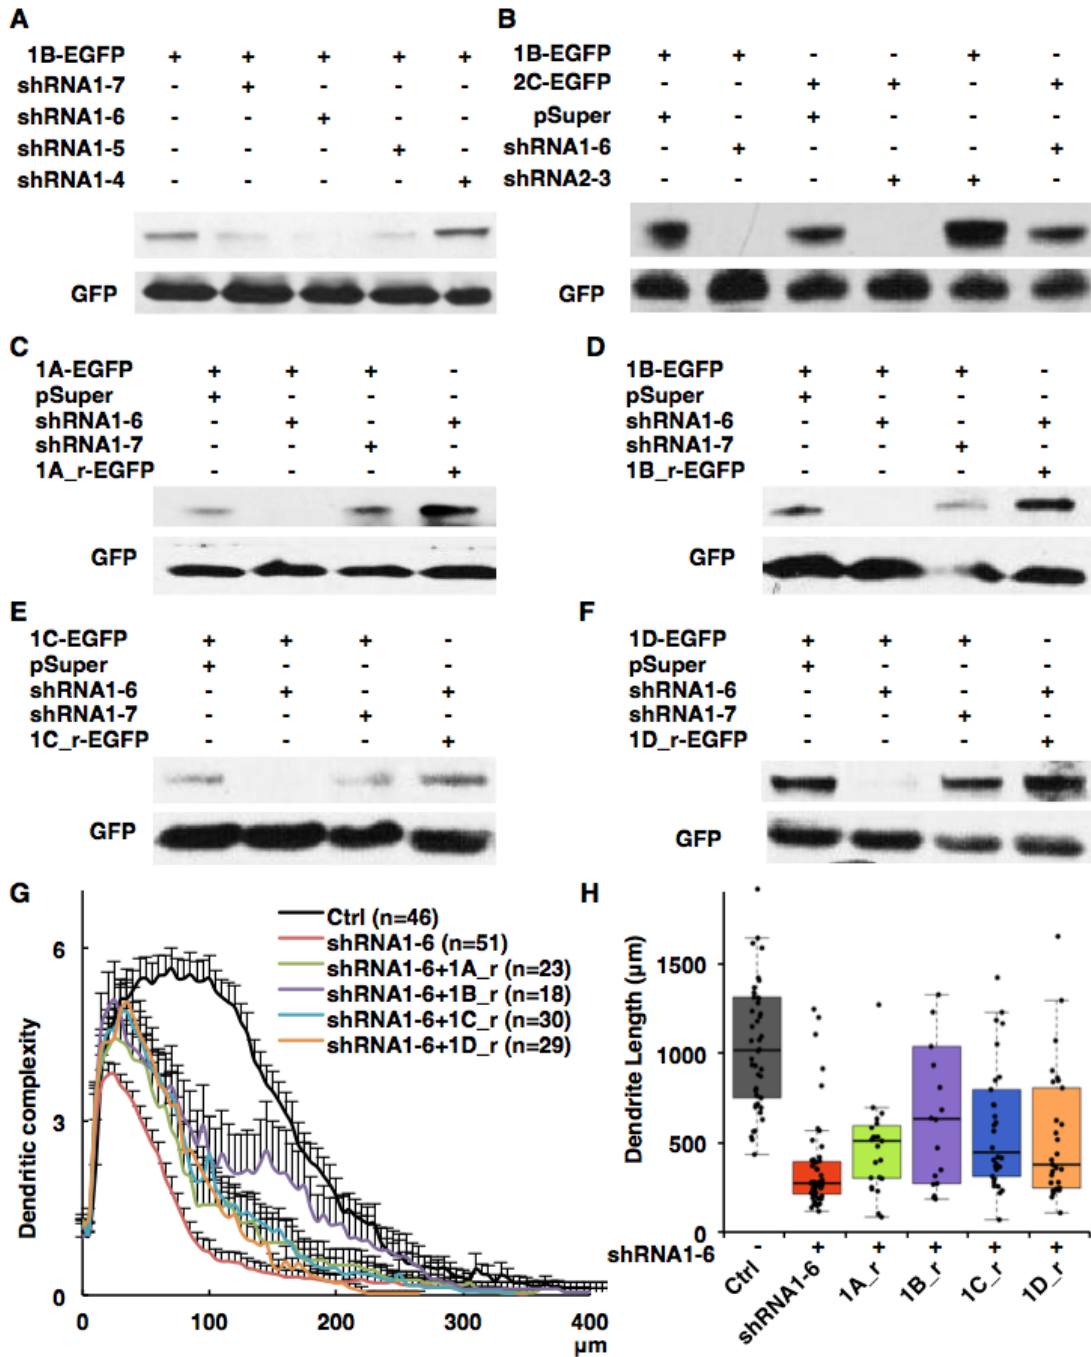 A
1B-EGFP + + + + +
shRNA1-7 - + - - -
shRNA1-6 - - + - -
shRNA1-5 - - - + -
shRNA1-4 - - - - +
GFP
B
1B-EGFP + + - - + -
2C-EGFP - - + + - +
pSuper + - + - - -
shRNA1-6 - + - - - +
shRNA2-3 - - - + + -
GFP
C
1A-EGFP + + + -
pSuper + - - -
shRNA1-6 - + - +
shRNA1-7 - - + -
1A_r-EGFP - - - +
GFP
D
1B-EGFP + + + -
pSuper + - - -
shRNA1-6 - + - +
shRNA1-7 - - + -
1B_r-EGFP - - - +
GFP
E
1C-EGFP + + + -
pSuper + - - -
shRNA1-6 - + - +
shRNA1-7 - - + -
1C_r-EGFP - - - +
GFP
F
1D-EGFP + + + -
pSuper + - - -
shRNA1-6 - + - +
shRNA1-7 - - + -
1D_r-EGFP - - - +
GFP
G
Dendritic complexity
6
3
0
0 100 200 300 400
µm
Ctrl (n=46)
shRNA1-6 (n=51)
shRNA1-6+1A_r (n=23)
shRNA1-6+1B_r (n=18)
shRNA1-6+1C_r (n=30)
shRNA1-6+1D_r (n=29)
H
Dendrite Length (µm)
1500
1000
500
0
shRNA1-6 - + + + + +
Ctrl shRNA1-6 1A_r 1B_r 1C_r 1D_r